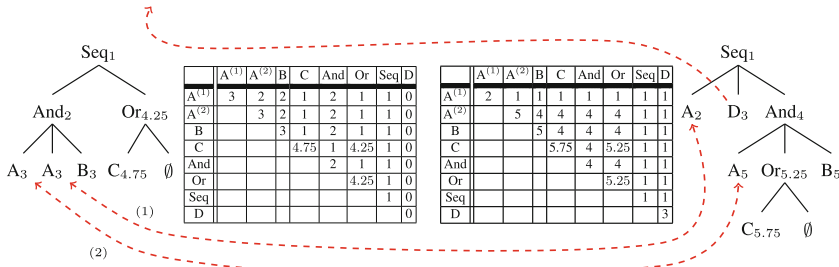 Seq₁
And₂ Or₄.₂₅
A₃ A₃ B₃ C₄.₇₅ ∅
(1)
(2)
A⁽¹⁾ A⁽²⁾ B C And Or Seq D
A⁽¹⁾ 3 2 2 1 2 1 1 0
A⁽²⁾ 3 2 1 2 1 1 0
B 3 1 2 1 1 0
C 4.75 1 4.25 1 0
And 2 1 1 0
Or 4.25 1 0
Seq 1 0
D 0
A⁽¹⁾ A⁽²⁾ B C And Or Seq D
A⁽¹⁾ 2 1 1 1 1 1 1 1
A⁽²⁾ 5 4 4 4 4 1 1
B 5 4 4 4 1 1
C 5.75 4 5.25 1 1
And 4 4 1 1
Or 5.25 1 1
Seq 1 1
D 3
Seq₁
A₂ D₃ And₄
A₅ Or₅.₂₅ B₅
C₅.₇₅ ∅